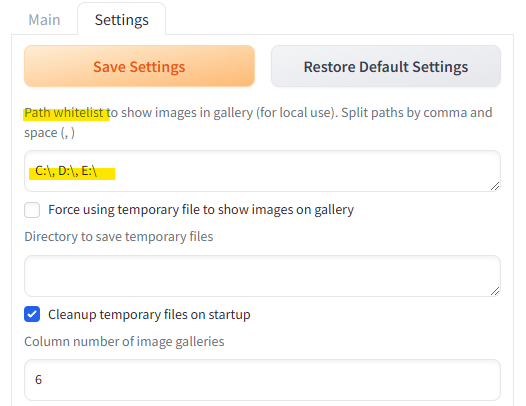 Main Settings
Save Settings Restore Default Settings
Path whitelist to show images in gallery (for local use). Split paths by comma and
space (, )
C:\, D:\, E:\
Force using temporary file to show images on gallery
Directory to save temporary files
Cleanup temporary files on startup
Column number of image galleries
6